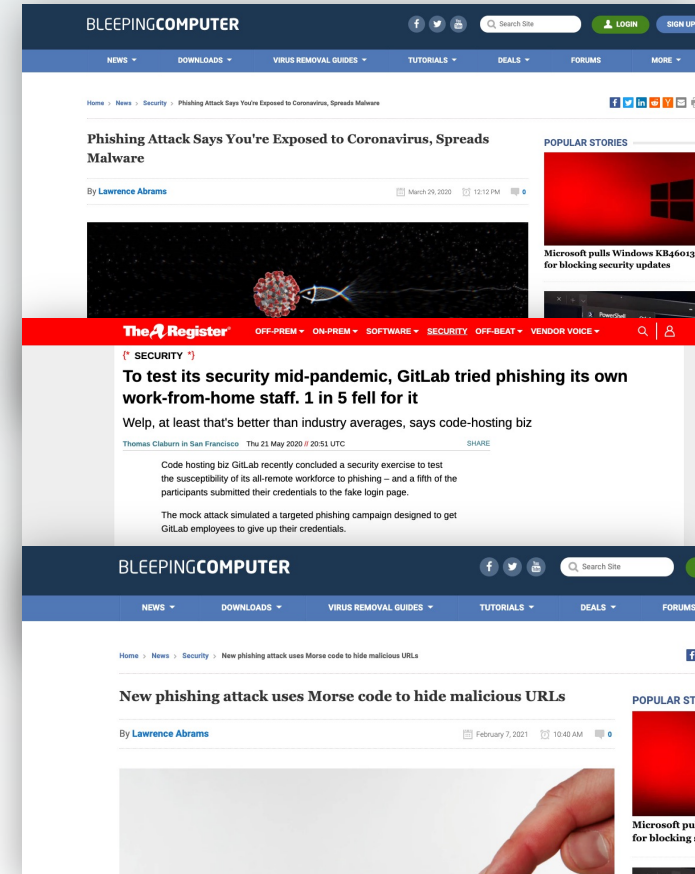 BLEEPINGCOMPUTER
Search Site
LOGIN
SIGN UP
NEWS DOWNLOADS VIRUS REMOVAL GUIDES TUTORIALS DEALS FORUMS MORE
Home > News > Security > Phishing Attack Says You're Exposed to Coronavirus, Spreads Malware
Phishing Attack Says You're Exposed to Coronavirus, Spreads
Malware
By Lawrence Abrams
March 29, 2020 12:12 PM 0
POPULAR STORIES
Microsoft pulls Windows KB46013
for blocking security updates
PowerShell
The Register
OFF-PREM ON-PREM SOFTWARE SECURITY OFF-BEAT VENDOR VOICE
{* SECURITY *}
To test its security mid-pandemic, GitLab tried phishing its own
work-from-home staff. 1 in 5 fell for it
Welp, at least that's better than industry averages, says code-hosting biz
Thomas Claburn in San Francisco Thu 21 May 2020 // 20:51 UTC SHARE
Code hosting biz GitLab recently concluded a security exercise to test
the susceptibility of its all-remote workforce to phishing – and a fifth of the
participants submitted their credentials to the fake login page.
The mock attack simulated a targeted phishing campaign designed to get
GitLab employees to give up their credentials.
BLEEPINGCOMPUTER
Search Site
NEWS DOWNLOADS VIRUS REMOVAL GUIDES TUTORIALS DEALS FORUMS
Home > News > Security > New phishing attack uses Morse code to hide malicious URLs
New phishing attack uses Morse code to hide malicious URLs
By Lawrence Abrams
February 7, 2021 10:40 AM 0
POPULAR ST
Microsoft pu
for blocking